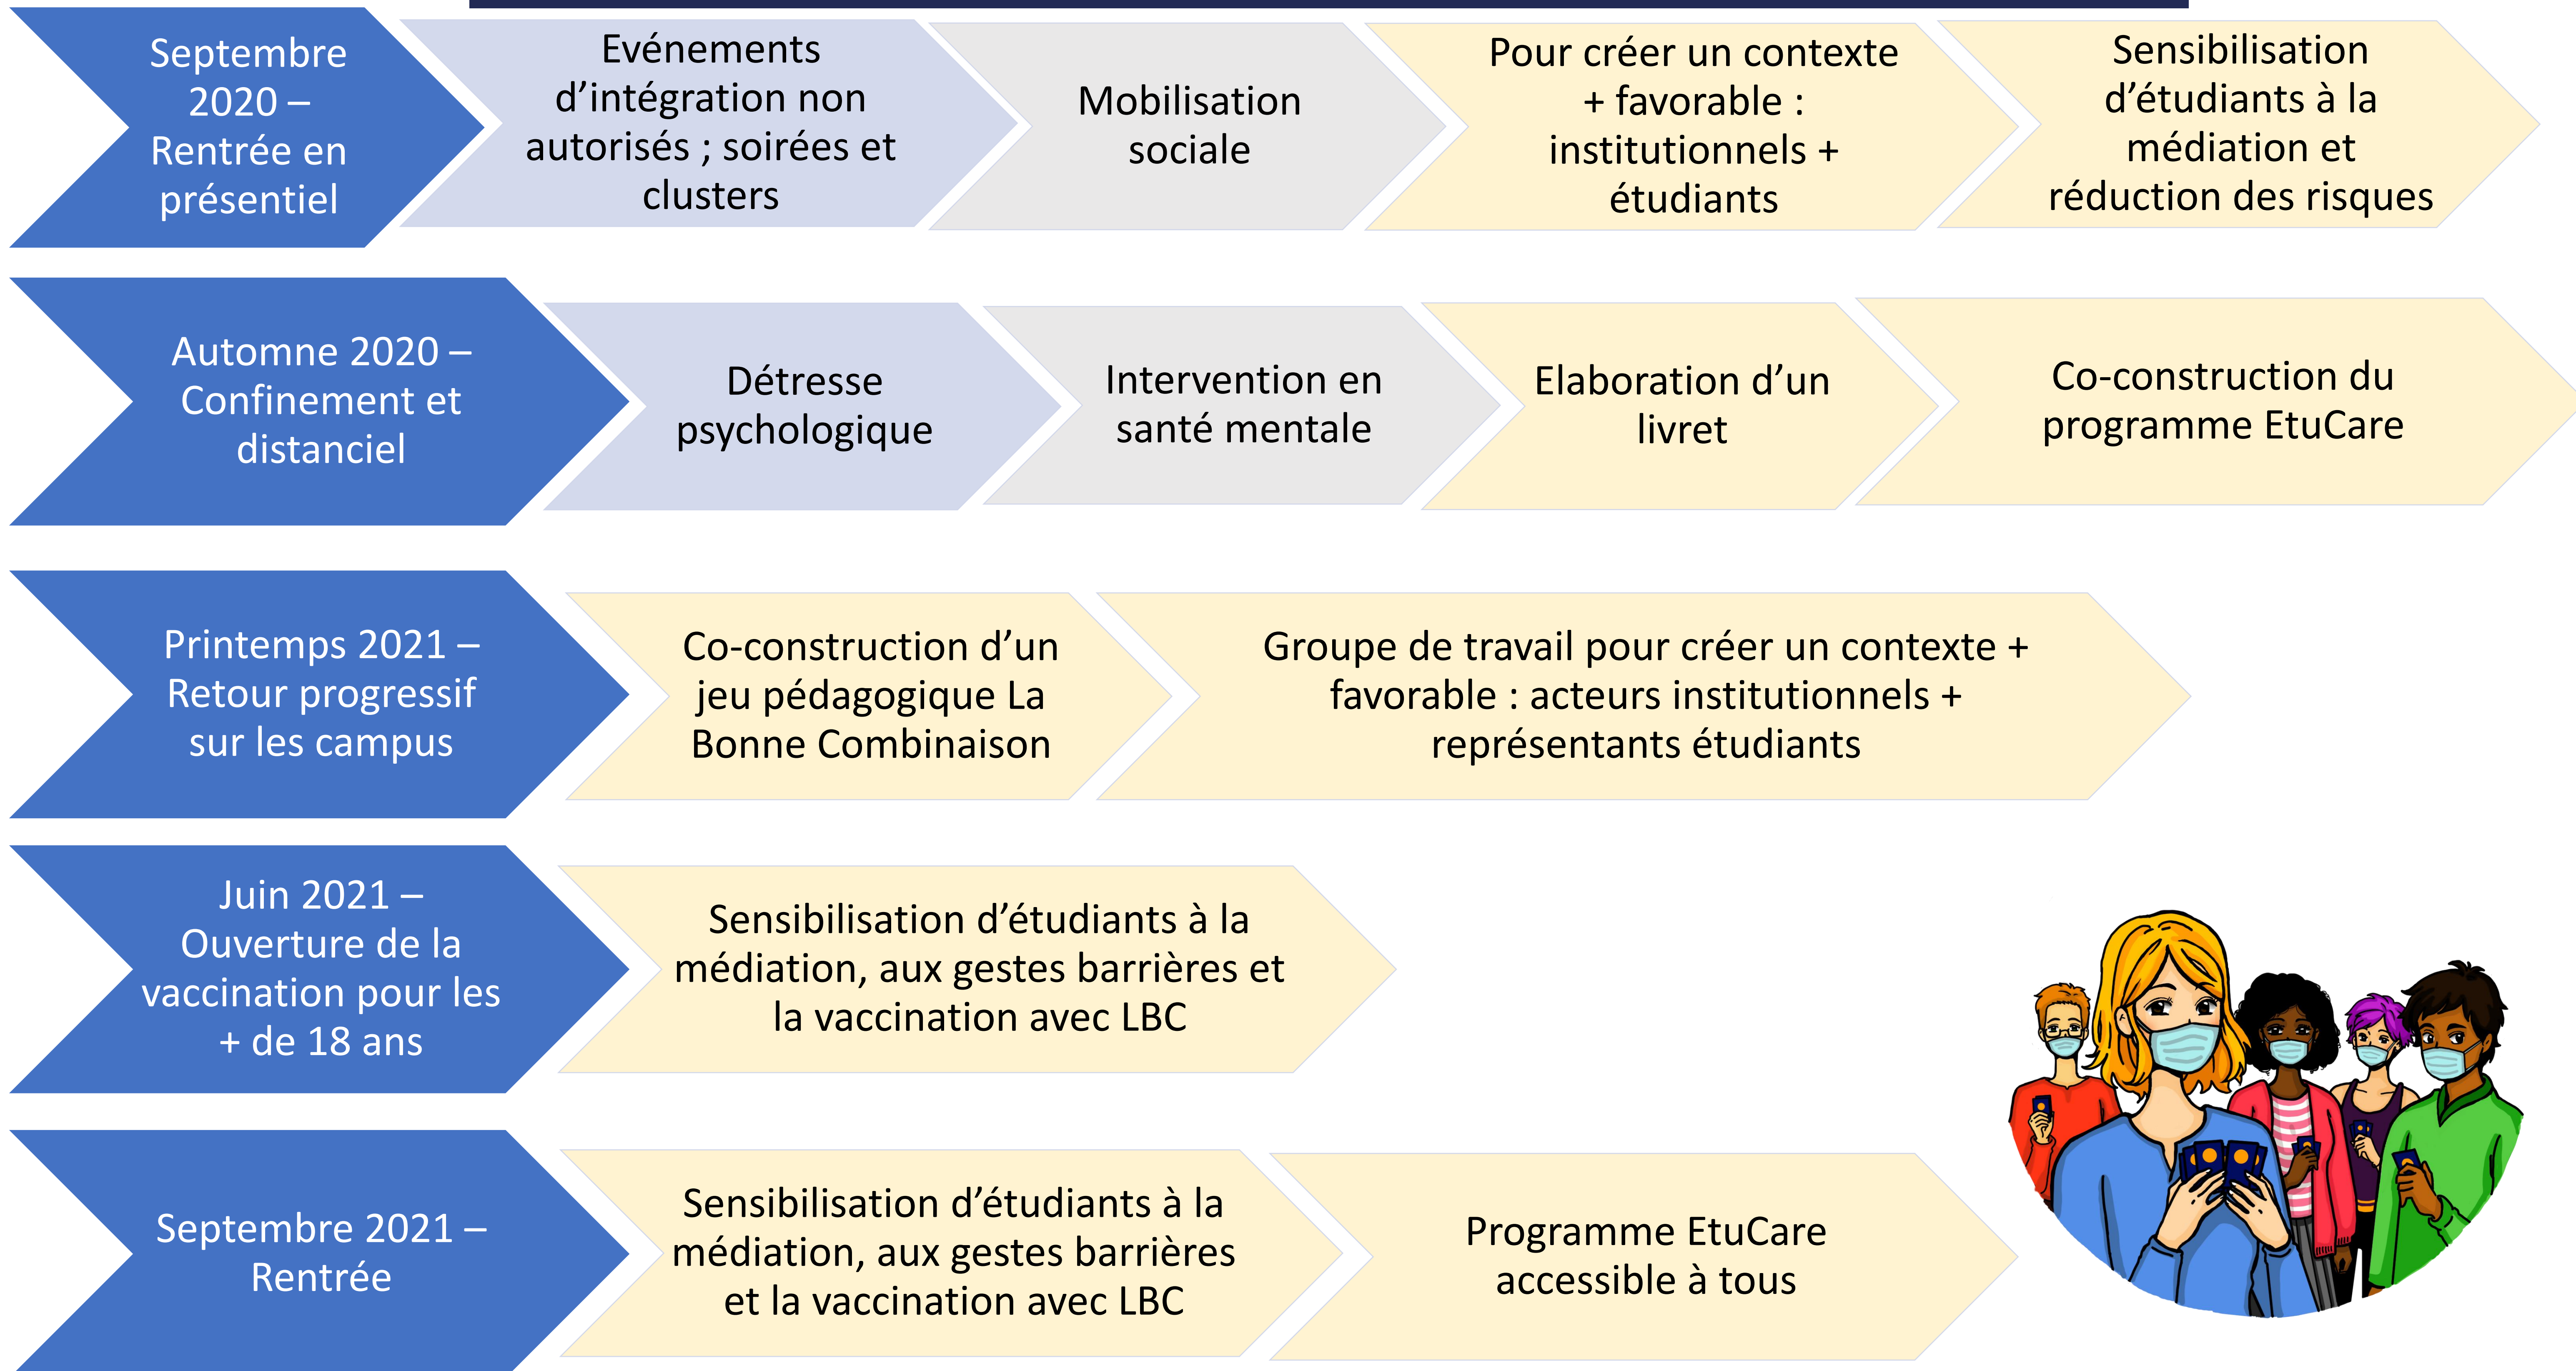 Septembre
2020 –
Rentrée en
présentiel
Evénements
d’intégration non
autorisés ; soirées et
clusters
Mobilisation
sociale
Pour créer un contexte
+ favorable :
institutionnels +
étudiants
Sensibilisation
d’étudiants à la
médiation et
réduction des risques
Automne 2020 –
Confinement et
distanciel
Détresse
psychologique
Intervention en
santé mentale
Elaboration d’un
livret
Co-construction du
programme EtuCare
Printemps 2021 –
Retour progressif
sur les campus
Co-construction d’un
jeu pédagogique La
Bonne Combinaison
Groupe de travail pour créer un contexte +
favorable : acteurs institutionnels +
représentants étudiants
Juin 2021 –
Ouverture de la
vaccination pour les
+ de 18 ans
Sensibilisation d’étudiants à la
médiation, aux gestes barrières et
la vaccination avec LBC
Septembre 2021 –
Rentrée
Sensibilisation d’étudiants à la
médiation, aux gestes barrières
et la vaccination avec LBC
Programme EtuCare
accessible à tous